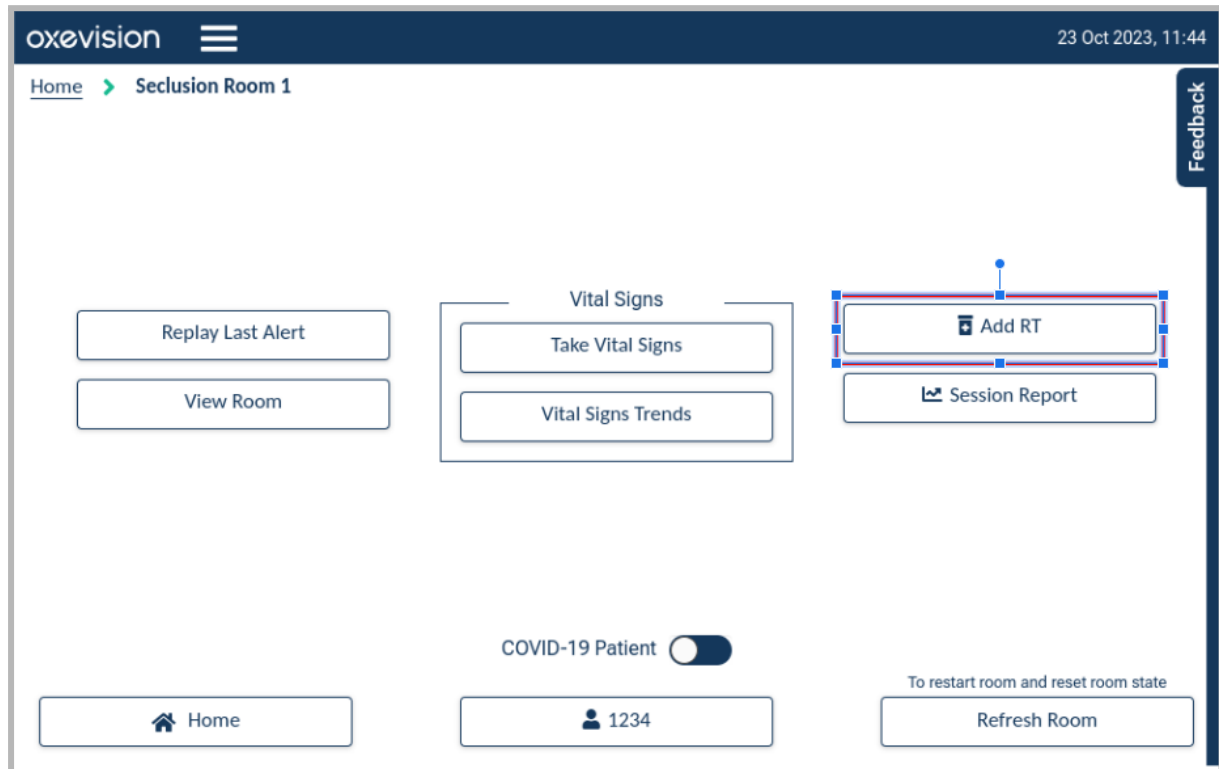 oxevision
23 Oct 2023, 11:44
Home > Seclusion Room 1
Feedback
Replay Last Alert
View Room
Vital Signs
Take Vital Signs
Vital Signs Trends
Add RT
Session Report
COVID-19 Patient
To restart room and reset room state
Home
1234
Refresh Room